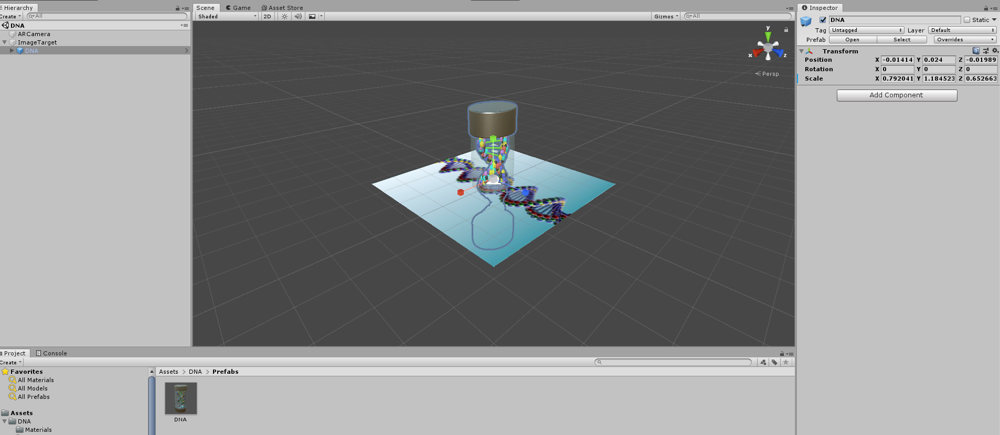 Hierarchy
Create All
DNA
ARCamera
ImageTarget
DNA
Scene Game Asset Store
Shaded 2D Gizmos All
y
x z
Persp
Inspector
DNA Static
Tag Untagged Layer Default
Prefab Open Select Overrides
Transform
Position X -0.01414 Y 0.024 Z -0.01989
Rotation X 0 Y 0 Z 0
Scale X 0.792041 Y 1.184523 Z 0.652663
Add Component
Project Console
Create
Favorites
All Materials
All Models
All Prefabs
Assets
DNA
Materials
Assets > DNA > Prefabs
DNA